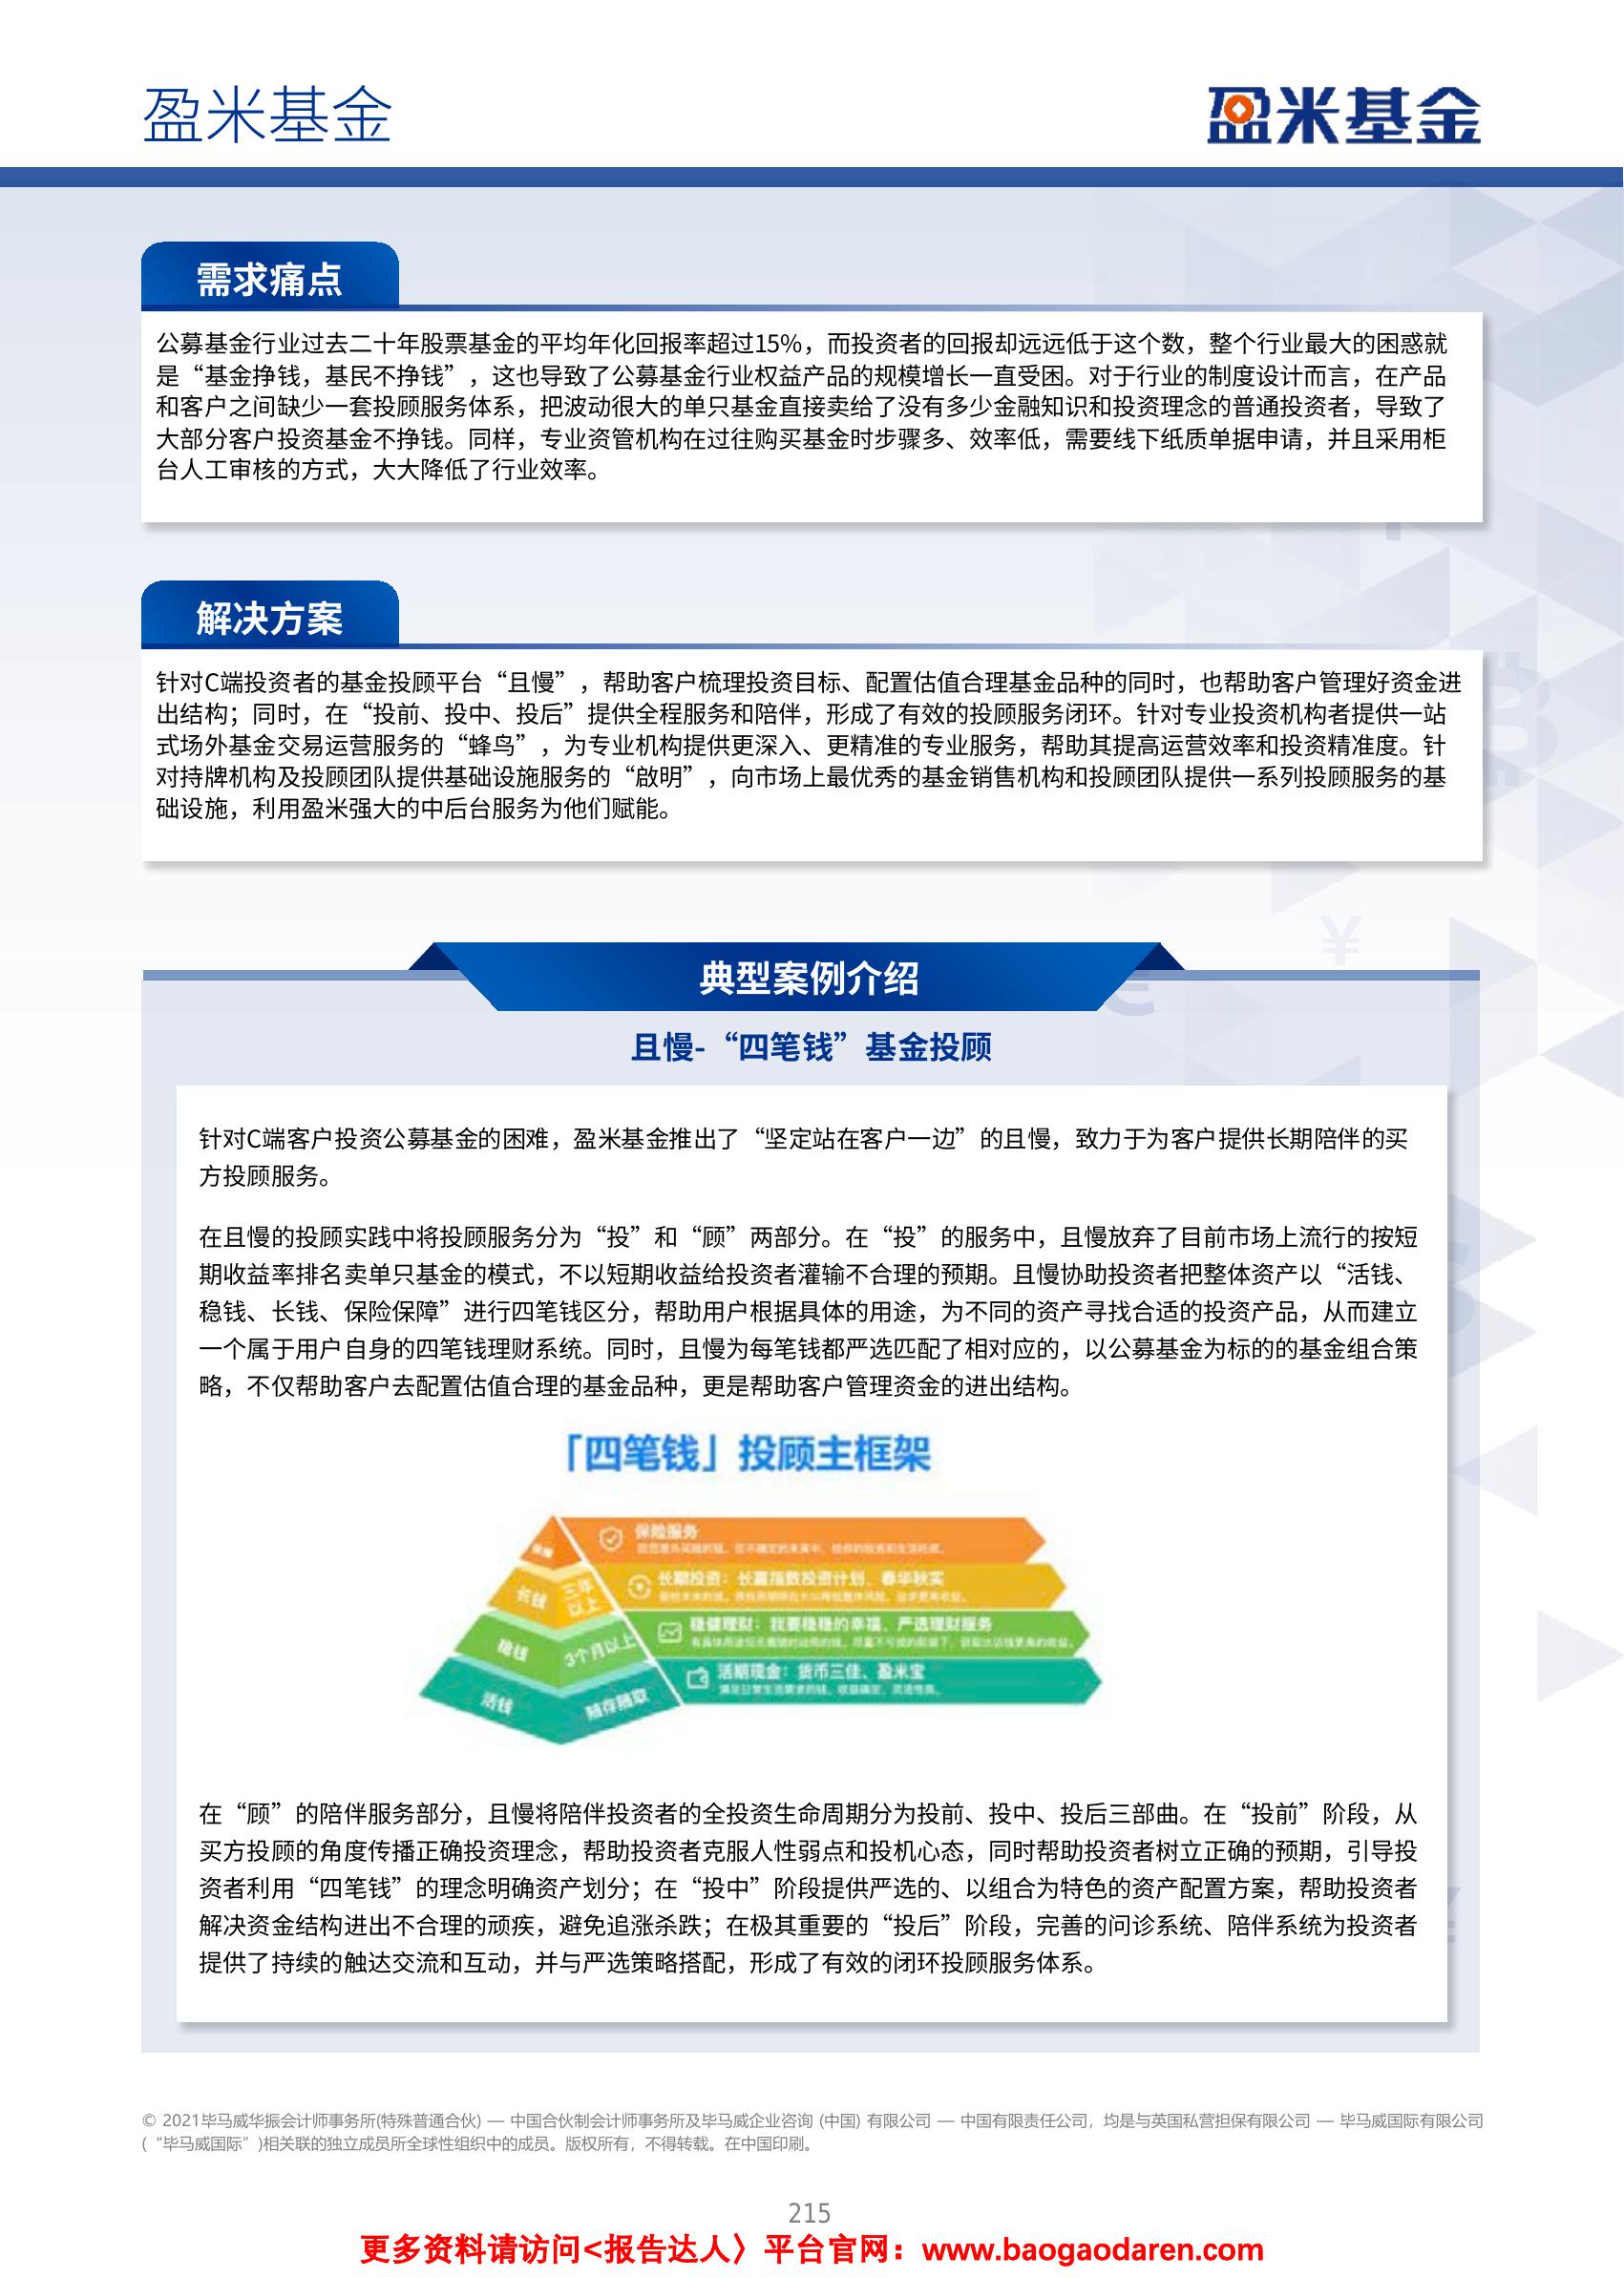 盈米基金
盈米基金
需求痛点
公募基金行业过去二十年股票基金的平均年化回报率超过15%，而投资者的回报却远远低于这个数，整个行业最大的困惑就
是“基金挣钱，基民不挣钱”，这也导致了公募基金行业权益产品的规模增长一直受困。对于行业的制度设计而言，在产品
和客户之间缺少一套投顾服务体系，把波动很大的单只基金直接卖给了没有多少金融知识和投资理念的普通投资者，导致了
大部分客户投资基金不挣钱。同样，专业资管机构在过往购买基金时步骤多、效率低，需要线下纸质单据申请，并且采用柜
台人工审核的方式，大大降低了行业效率。
解决方案
针对C端投资者的基金投顾平台“且慢”，帮助客户梳理投资目标、配置估值合理基金品种的同时，也帮助客户管理好资金进
出结构；同时，在“投前、投中、投后”提供全程服务和陪伴，形成了有效的投顾服务闭环。针对专业投资机构者提供一站
式场外基金交易运营服务的“蜂鸟”，为专业机构提供更深入、更精准的专业服务，帮助其提高运营效率和投资精准度。针
对持牌机构及投顾团队提供基础设施服务的“啟明”，向市场上最优秀的基金销售机构和投顾团队提供一系列投顾服务的基
础设施，利用盈米强大的中后台服务为他们赋能。
典型案例介绍
且慢-“四笔钱”基金投顾
针对C端客户投资公募基金的困难，盈米基金推出了“坚定站在客户一边”的且慢，致力于为客户提供长期陪伴的买
方投顾服务。
在且慢的投顾实践中将投顾服务分为“投”和“顾”两部分。在“投”的服务中，且慢放弃了目前市场上流行的按短
期收益率排名卖单只基金的模式，不以短期收益给投资者灌输不合理的预期。且慢协助投资者把整体资产以“活钱、
稳钱、长钱、保险保障”进行四笔钱区分，帮助用户根据具体的用途，为不同的资产寻找合适的投资产品，从而建立
一个属于用户自身的四笔钱理财系统。同时，且慢为每笔钱都严选匹配了相对应的，以公募基金为标的的基金组合策
略，不仅帮助客户去配置估值合理的基金品种，更是帮助客户管理资金的进出结构。
「四笔钱」投顾主框架
保险服务
长钱 三年以上
长期投资：长赢指数投资计划、春华秋实
稳钱 3个月以上
稳健理财：我要稳稳的幸福、严选理财服务
活钱 随存随取
活期现金：货币三佳、盈米宝
在“顾”的陪伴服务部分，且慢将陪伴投资者的全投资生命周期分为投前、投中、投后三部曲。在“投前”阶段，从
买方投顾的角度传播正确投资理念，帮助投资者克服人性弱点和投机心态，同时帮助投资者树立正确的预期，引导投
资者利用“四笔钱”的理念明确资产划分；在“投中”阶段提供严选的、以组合为特色的资产配置方案，帮助投资者
解决资金结构进出不合理的顽疾，避免追涨杀跌；在极其重要的“投后”阶段，完善的问诊系统、陪伴系统为投资者
提供了持续的触达交流和互动，并与严选策略搭配，形成了有效的闭环投顾服务体系。
© 2021毕马威华振会计师事务所(特殊普通合伙) — 中国合伙制会计师事务所及毕马威企业咨询 (中国) 有限公司 — 中国有限责任公司，均是与英国私营担保有限公司 — 毕马威国际有限公司
(“毕马威国际”)相关联的独立成员所全球性组织中的成员。版权所有，不得转载。在中国印刷。
215
更多资料请访问<报告达人〉平台官网：www.baogaodaren.com